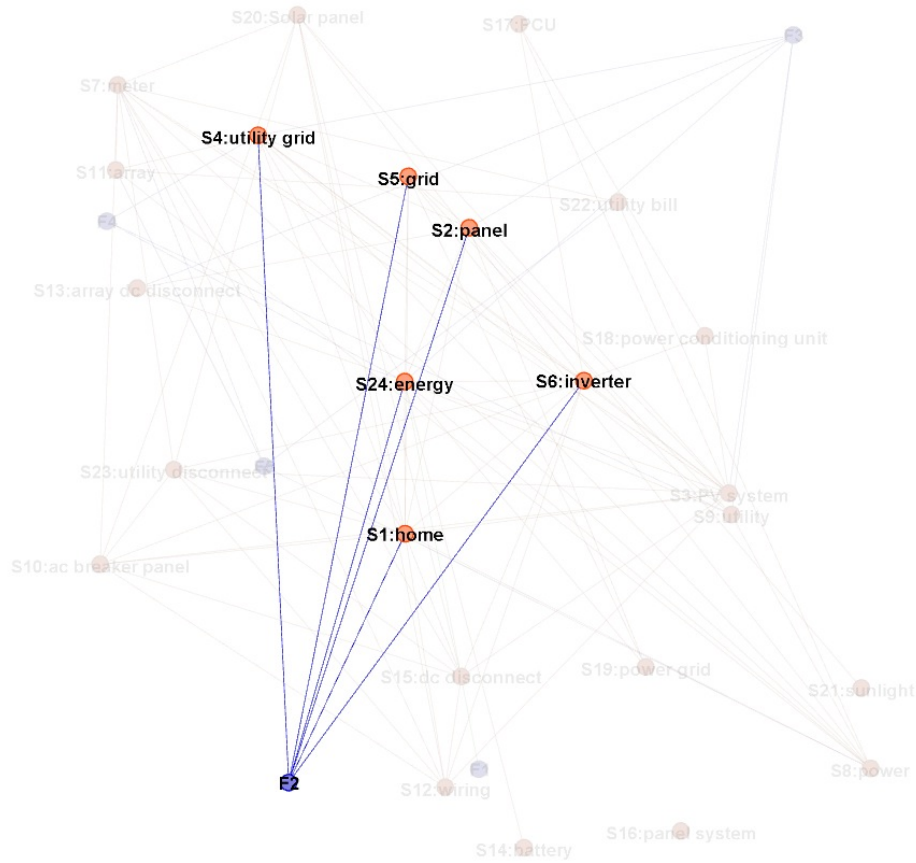 S20:Solar panel
S17:PCU
F3
S7:meter
S4:utility grid
S11:array
S5:grid
S22:utility bill
F4
S2:panel
S13:array dc disconnect
S18:power conditioning unit
S24:energy
S6:inverter
S23:utility disconnect
S3:PV system
S9:utility
S1:home
S10:ac breaker panel
S15:dc disconnect
S19:power grid
S21:sunlight
F2
F1
S12:wiring
S8:power
S16:panel system
S14:battery